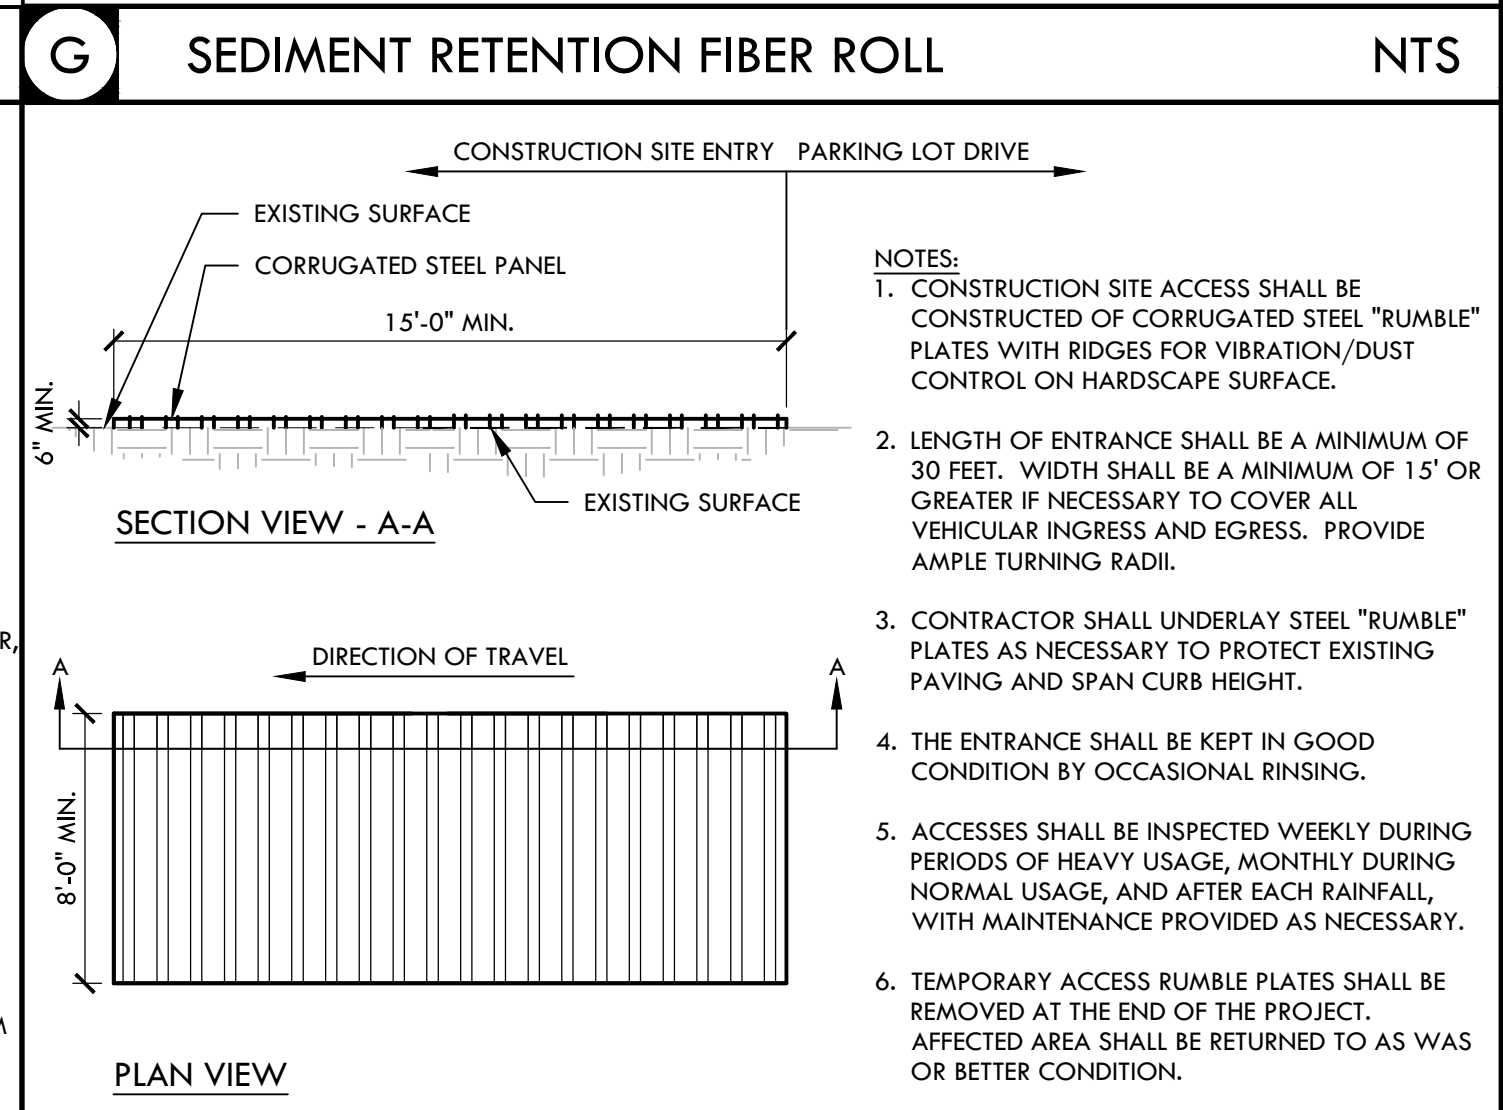 G SEDIMENT RETENTION FIBER ROLL NTS
CONSTRUCTION SITE ENTRY PARKING LOT DRIVE
EXISTING SURFACE
CORRUGATED STEEL PANEL
15'-0" MIN.
6" MIN.
EXISTING SURFACE
SECTION VIEW - A-A
R,
A DIRECTION OF TRAVEL A
8'-0" MIN.
PLAN VIEW
NOTES:
1. CONSTRUCTION SITE ACCESS SHALL BE
CONSTRUCTED OF CORRUGATED STEEL "RUMBLE"
PLATES WITH RIDGES FOR VIBRATION/DUST
CONTROL ON HARDSCAPE SURFACE.
2. LENGTH OF ENTRANCE SHALL BE A MINIMUM OF
30 FEET. WIDTH SHALL BE A MINIMUM OF 15' OR
GREATER IF NECESSARY TO COVER ALL
VEHICULAR INGRESS AND EGRESS. PROVIDE
AMPLE TURNING RADII.
3. CONTRACTOR SHALL UNDERLAY STEEL "RUMBLE"
PLATES AS NECESSARY TO PROTECT EXISTING
PAVING AND SPAN CURB HEIGHT.
4. THE ENTRANCE SHALL BE KEPT IN GOOD
CONDITION BY OCCASIONAL RINSING.
5. ACCESSES SHALL BE INSPECTED WEEKLY DURING
PERIODS OF HEAVY USAGE, MONTHLY DURING
NORMAL USAGE, AND AFTER EACH RAINFALL,
WITH MAINTENANCE PROVIDED AS NECESSARY.
6. TEMPORARY ACCESS RUMBLE PLATES SHALL BE
REMOVED AT THE END OF THE PROJECT.
AFFECTED AREA SHALL BE RETURNED TO AS WAS
OR BETTER CONDITION.